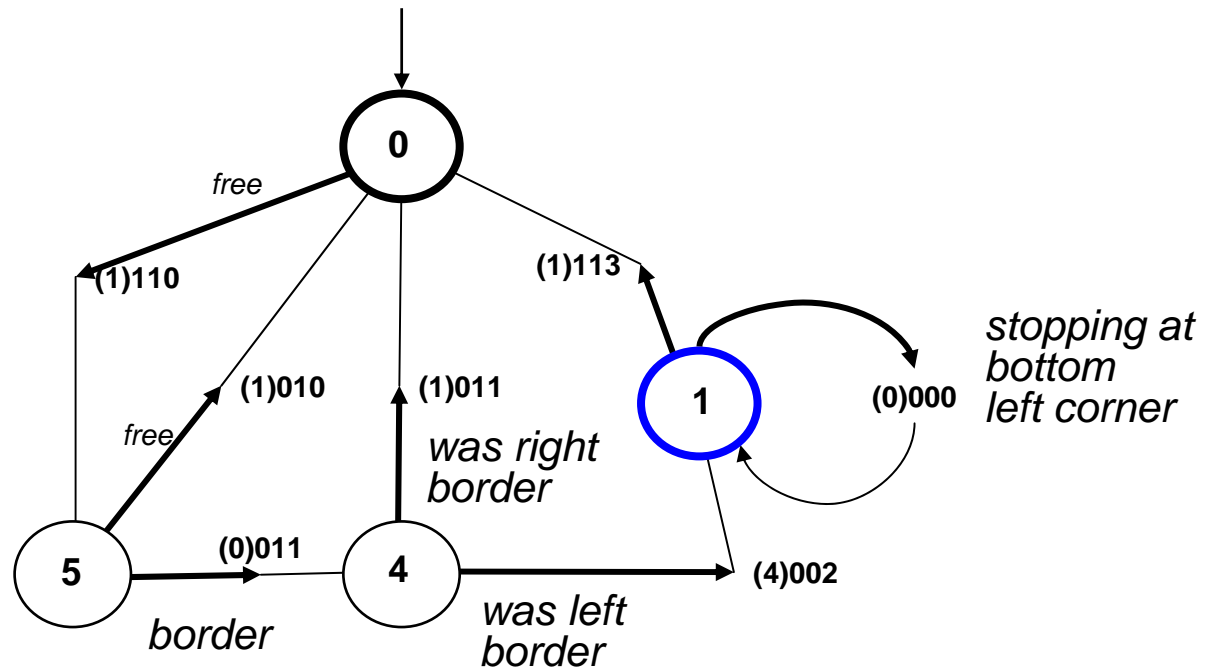 0
free
(1)110
(1)113
stopping at
bottom
left corner
(1)010
(1)011
1
(0)000
free
was right
border
(0)011
5
4
(4)002
border
was left
border